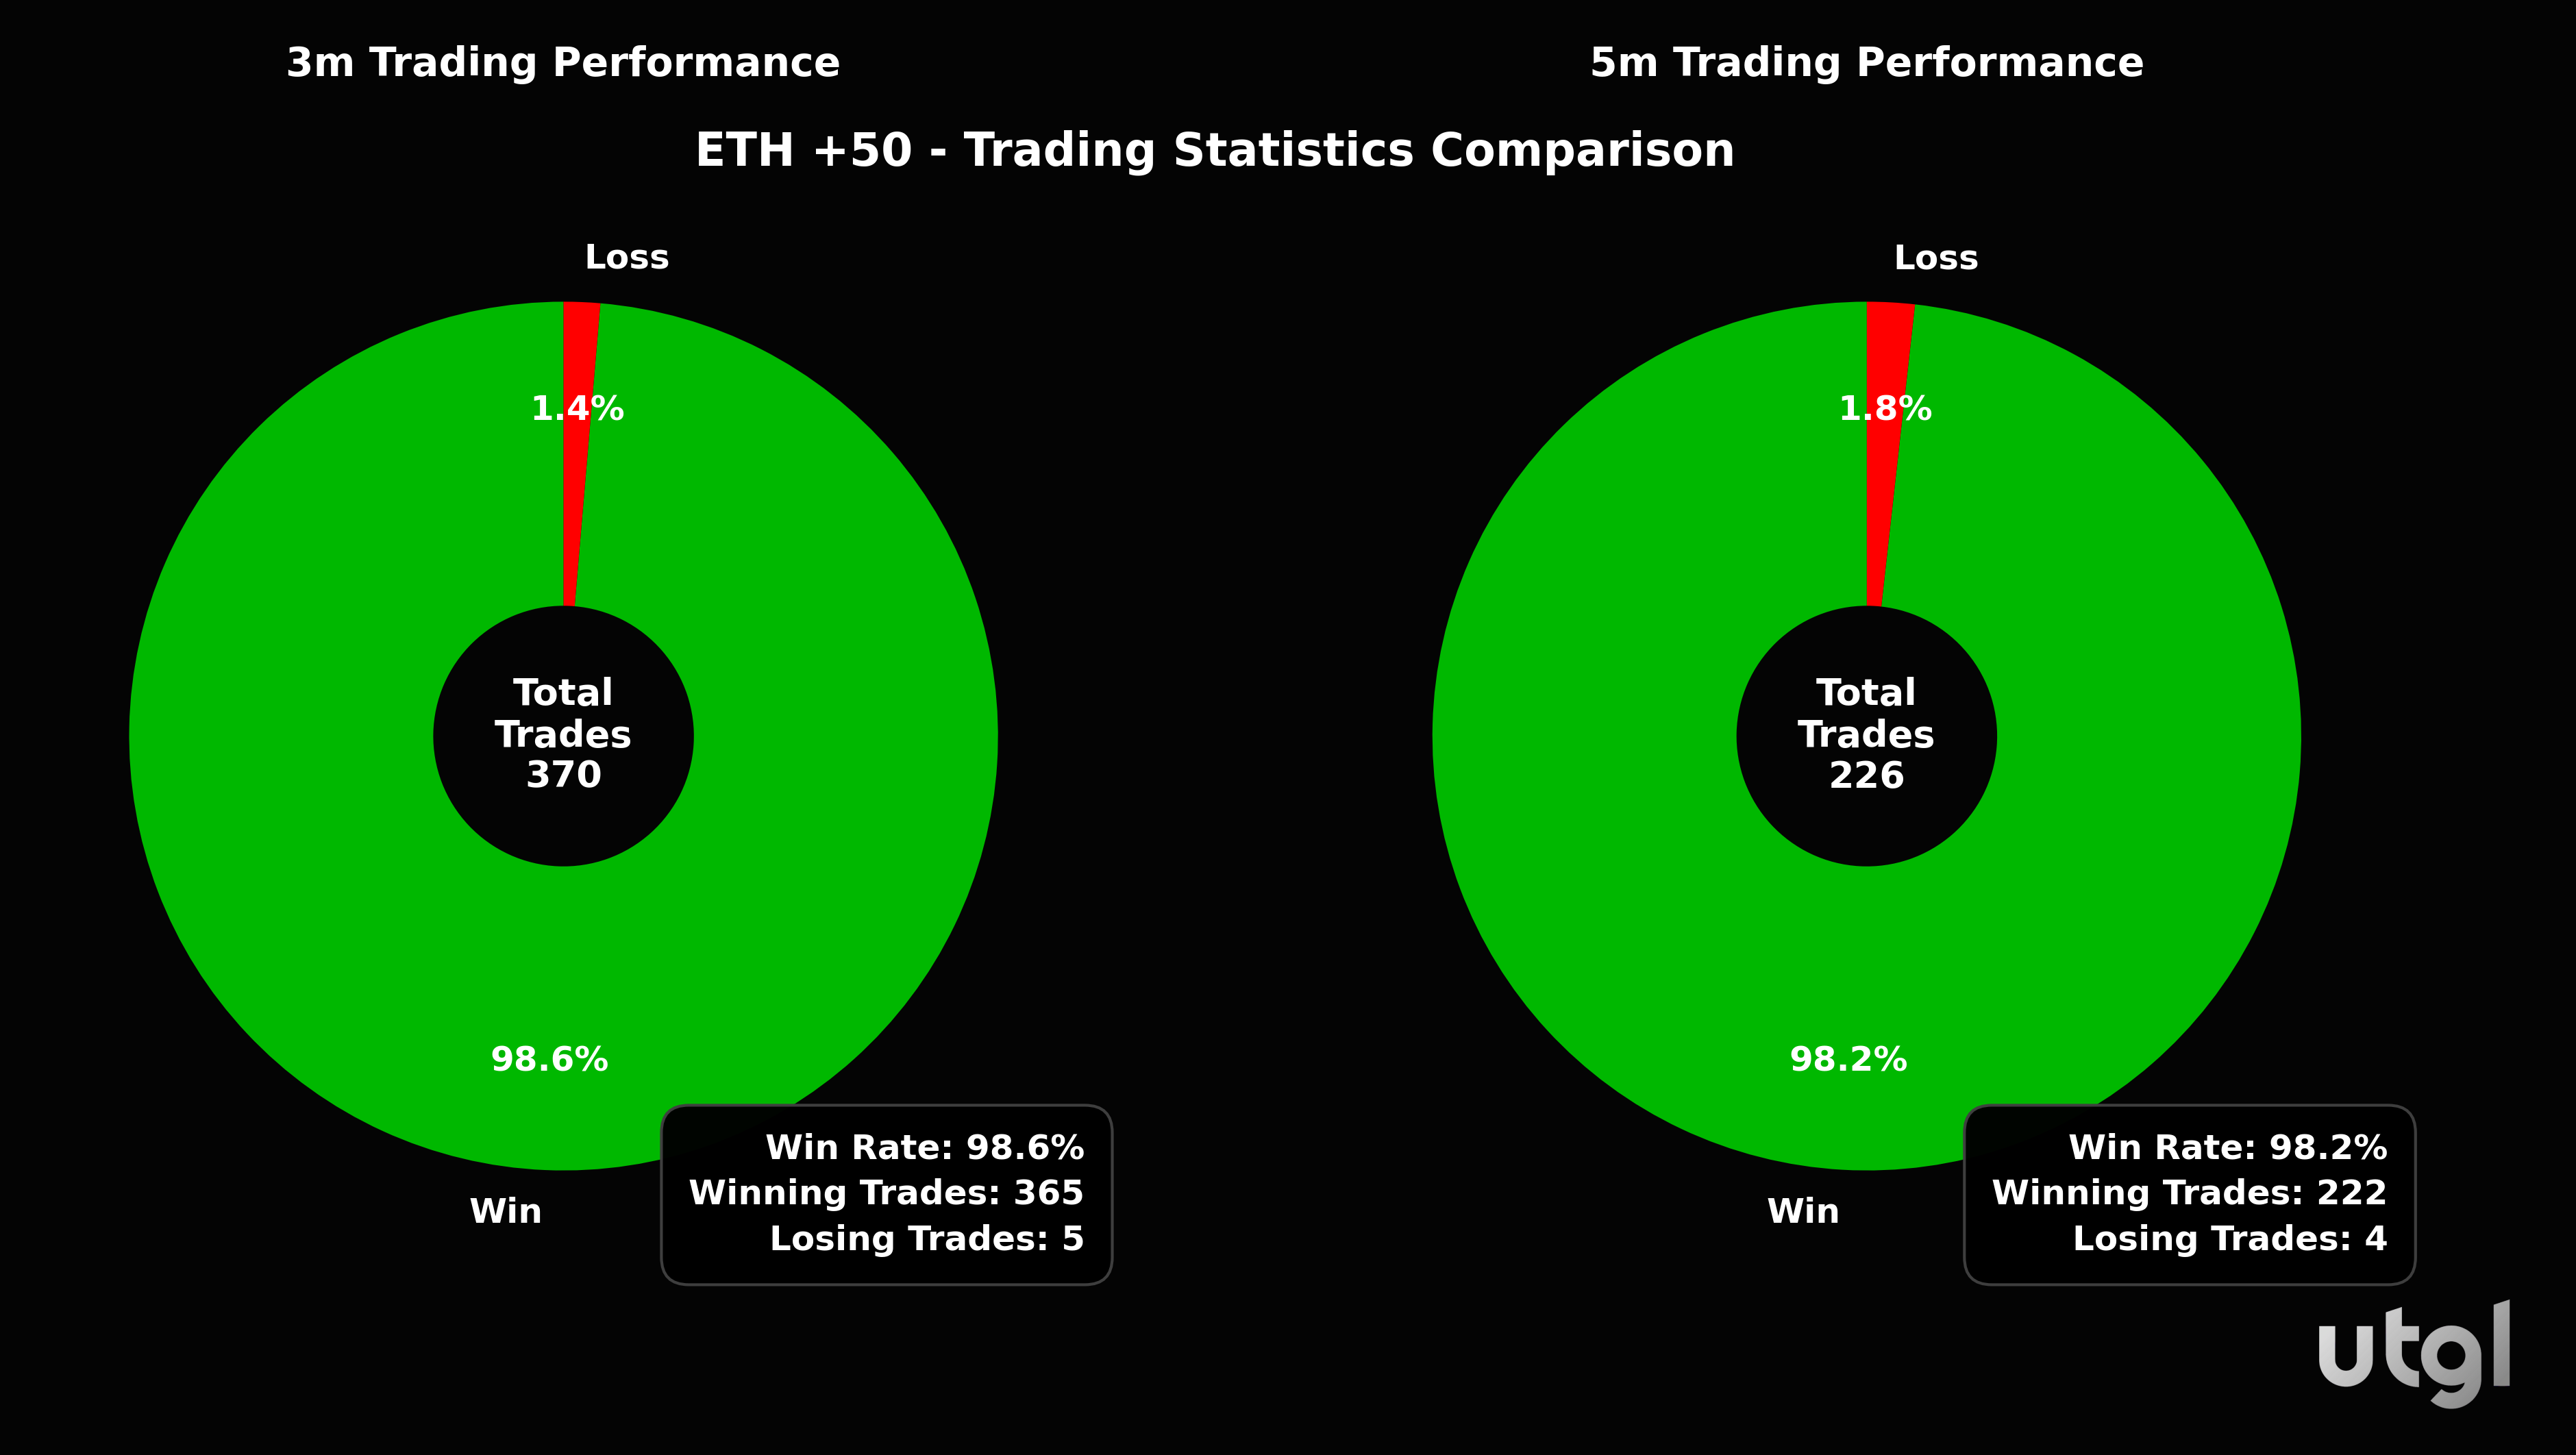 3m Trading Performance
5m Trading Performance
ETH +50 - Trading Statistics Comparison
Loss
1.4%
Total
Trades
370
98.6%
Win
Win Rate: 98.6%
Winning Trades: 365
Losing Trades: 5
Loss
1.8%
Total
Trades
226
98.2%
Win
Win Rate: 98.2%
Winning Trades: 222
Losing Trades: 4
utgl